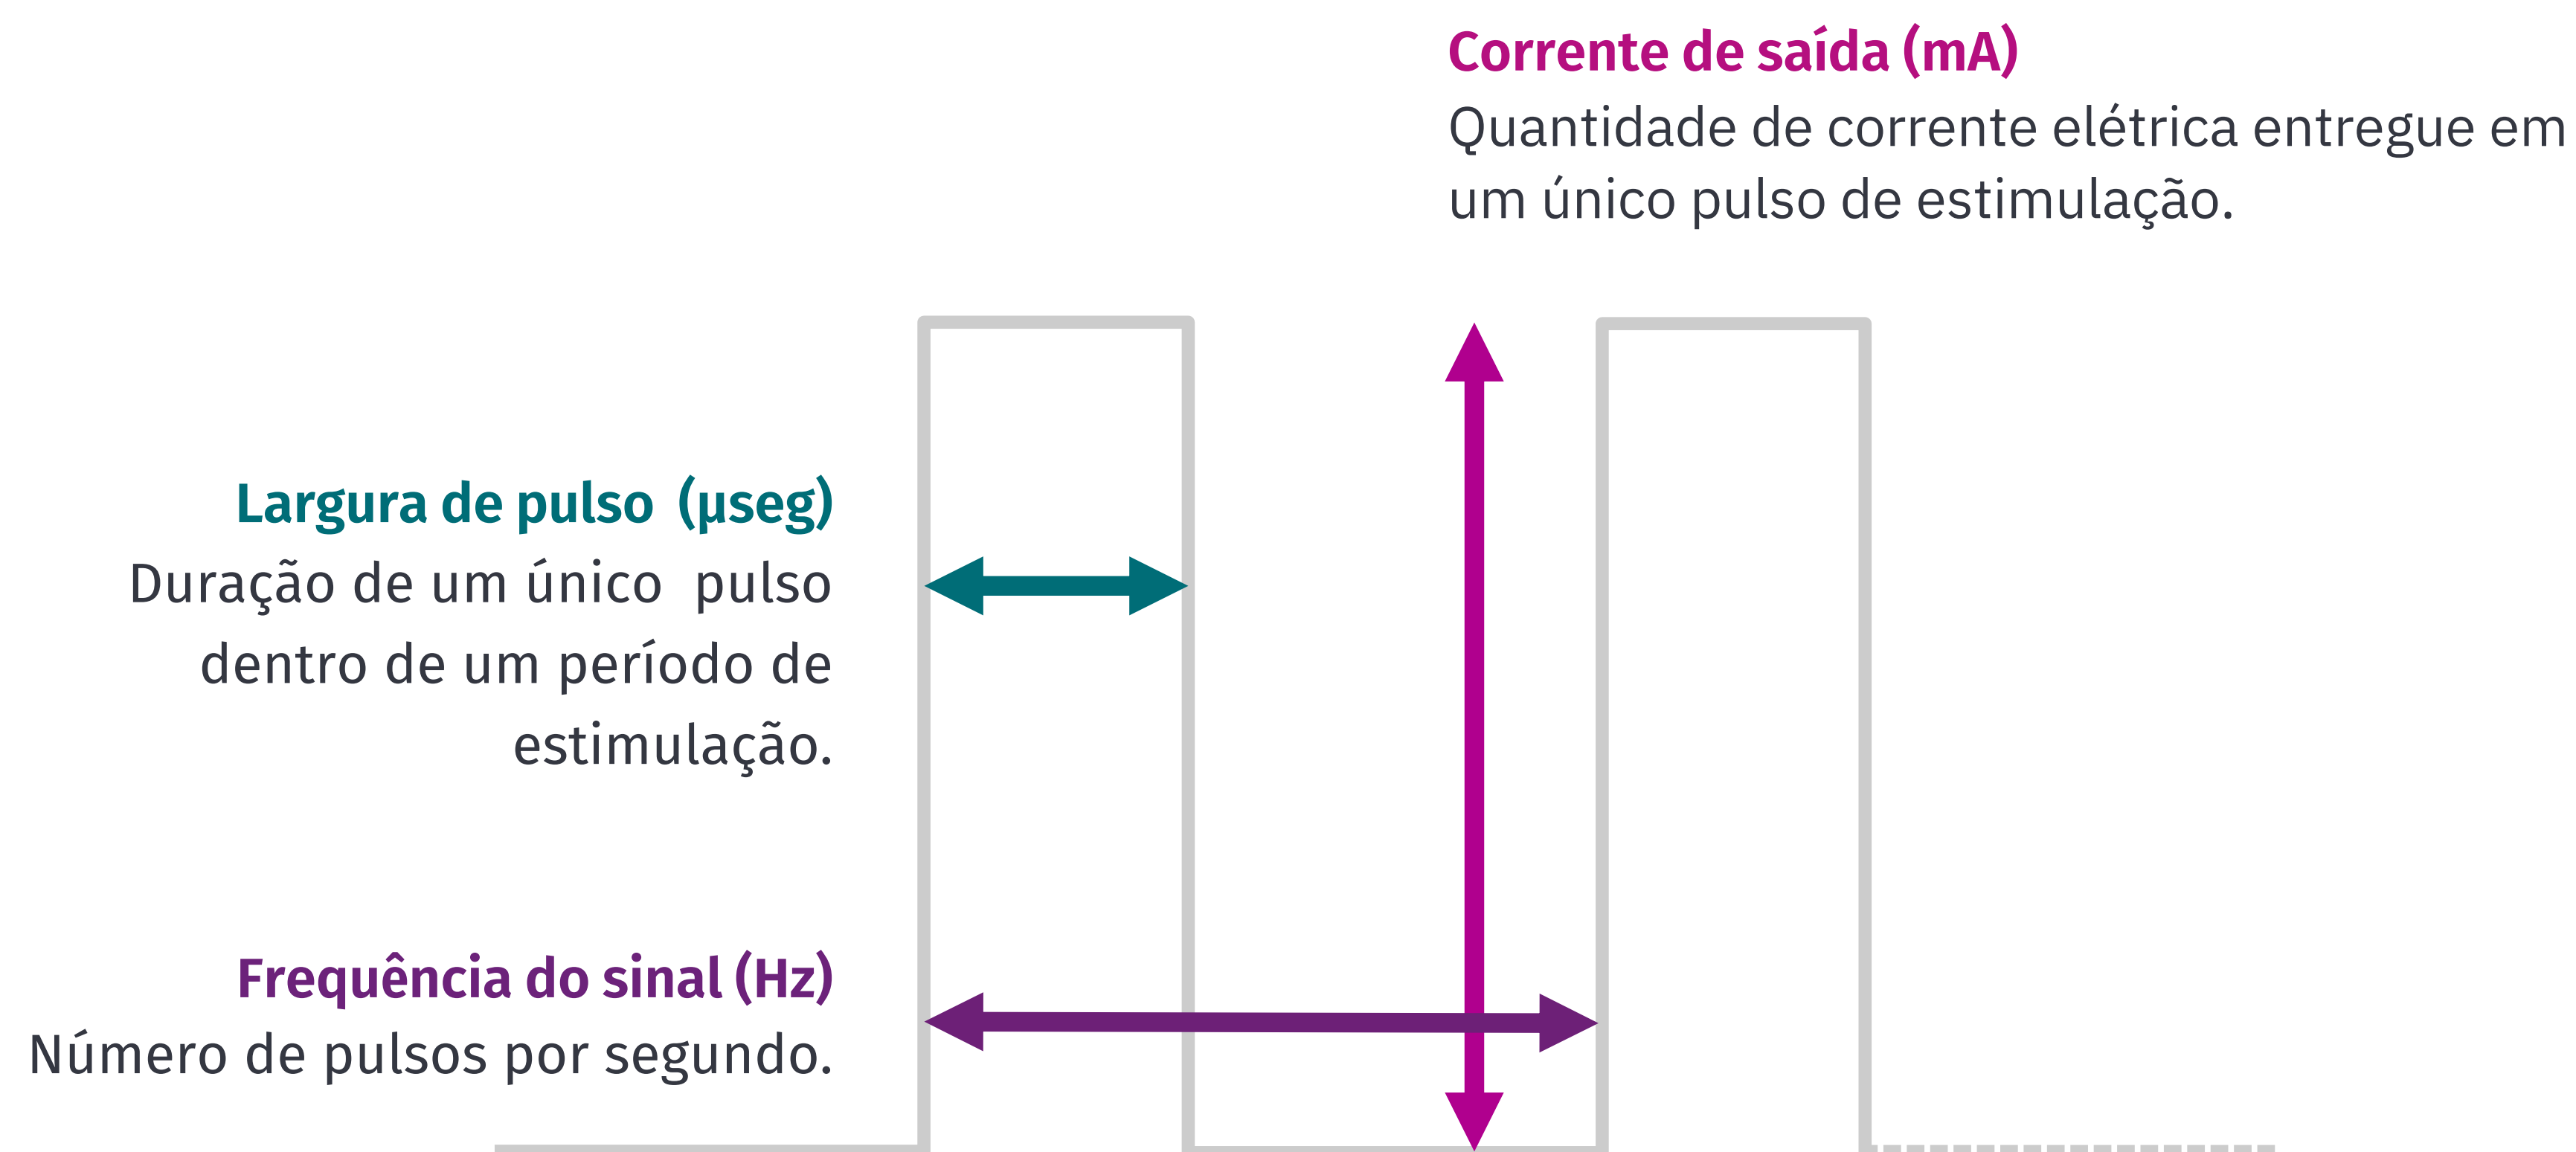 Corrente de saída (mA)
Quantidade de corrente elétrica entregue em
um único pulso de estimulação.
Largura de pulso  (µseg)
Duração de um único  pulso
dentro de um período de
estimulação.
Frequência do sinal (Hz)
Número de pulsos por segundo.